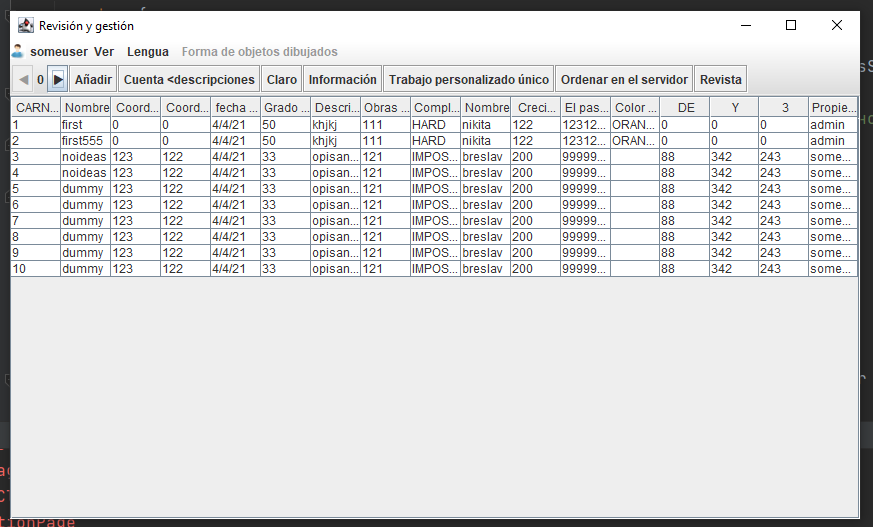 Revisión y gestión
someuser Ver Lengua Forma de objetos dibujados
0 Añadir Cuenta <descripciones Claro Información Trabajo personalizado único Ordenar en el servidor Revista
CARN... Nombre Coord... Coord... fecha ... Grado ... Descri... Obras ... Compl... Nombre Creci... El pas... Color ... DE Y 3 Propie...
1 first 0 0 4/4/21 50 khjkj 111 HARD nikita 122 12312... ORAN... 0 0 0 admin
2 first555 0 0 4/4/21 50 khjkj 111 HARD nikita 122 12312... ORAN... 0 0 0 admin
3 noideas 123 122 4/4/21 33 opisan... 121 IMPOS... breslav 200 99999... 88 342 243 some...
4 noideas 123 122 4/4/21 33 opisan... 121 IMPOS... breslav 200 99999... 88 342 243 some...
5 dummy 123 122 4/4/21 33 opisan... 121 IMPOS... breslav 200 99999... 88 342 243 some...
6 dummy 123 122 4/4/21 33 opisan... 121 IMPOS... breslav 200 99999... 88 342 243 some...
7 dummy 123 122 4/4/21 33 opisan... 121 IMPOS... breslav 200 99999... 88 342 243 some...
8 dummy 123 122 4/4/21 33 opisan... 121 IMPOS... breslav 200 99999... 88 342 243 some...
9 dummy 123 122 4/4/21 33 opisan... 121 IMPOS... breslav 200 99999... 88 342 243 some...
10 dummy 123 122 4/4/21 33 opisan... 121 IMPOS... breslav 200 99999... 88 342 243 some...
tionPage